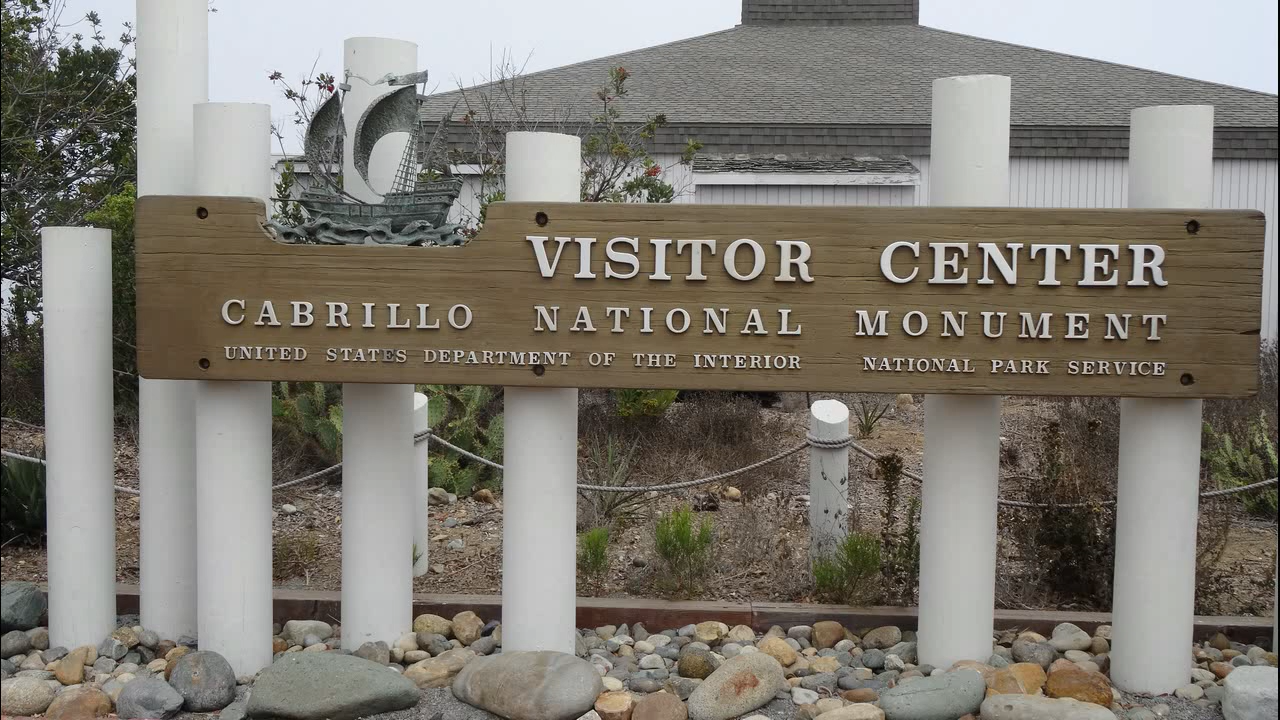 VISITOR CENTER
CABRILLO NATIONAL MONUMENT
UNITED STATES DEPARTMENT OF THE INTERIOR NATIONAL PARK SERVICE